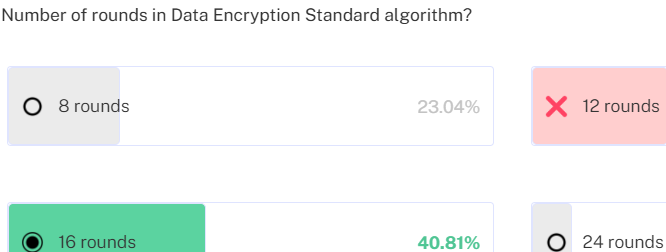 Number of rounds in Data Encryption Standard algorithm?
8 rounds 23.04% 12 rounds
16 rounds 40.81% 24 rounds